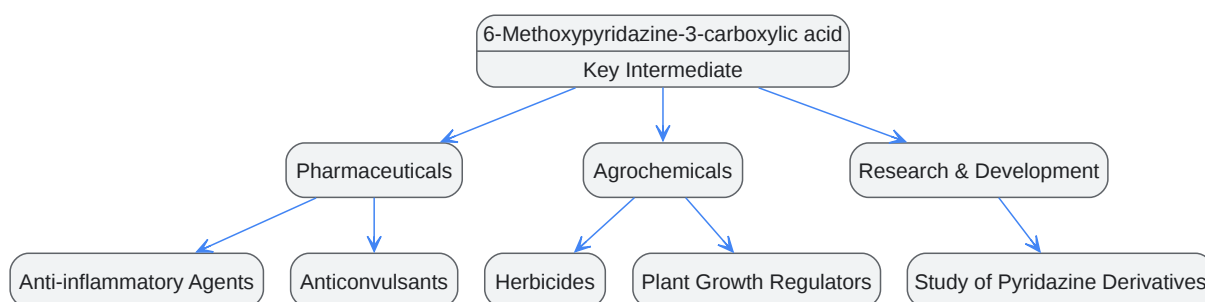 6-Methoxypyridazine-3-carboxylic acid
Key Intermediate
Pharmaceuticals
Agrochemicals
Research & Development
Anti-inflammatory Agents
Anticonvulsants
Herbicides
Plant Growth Regulators
Study of Pyridazine Derivatives